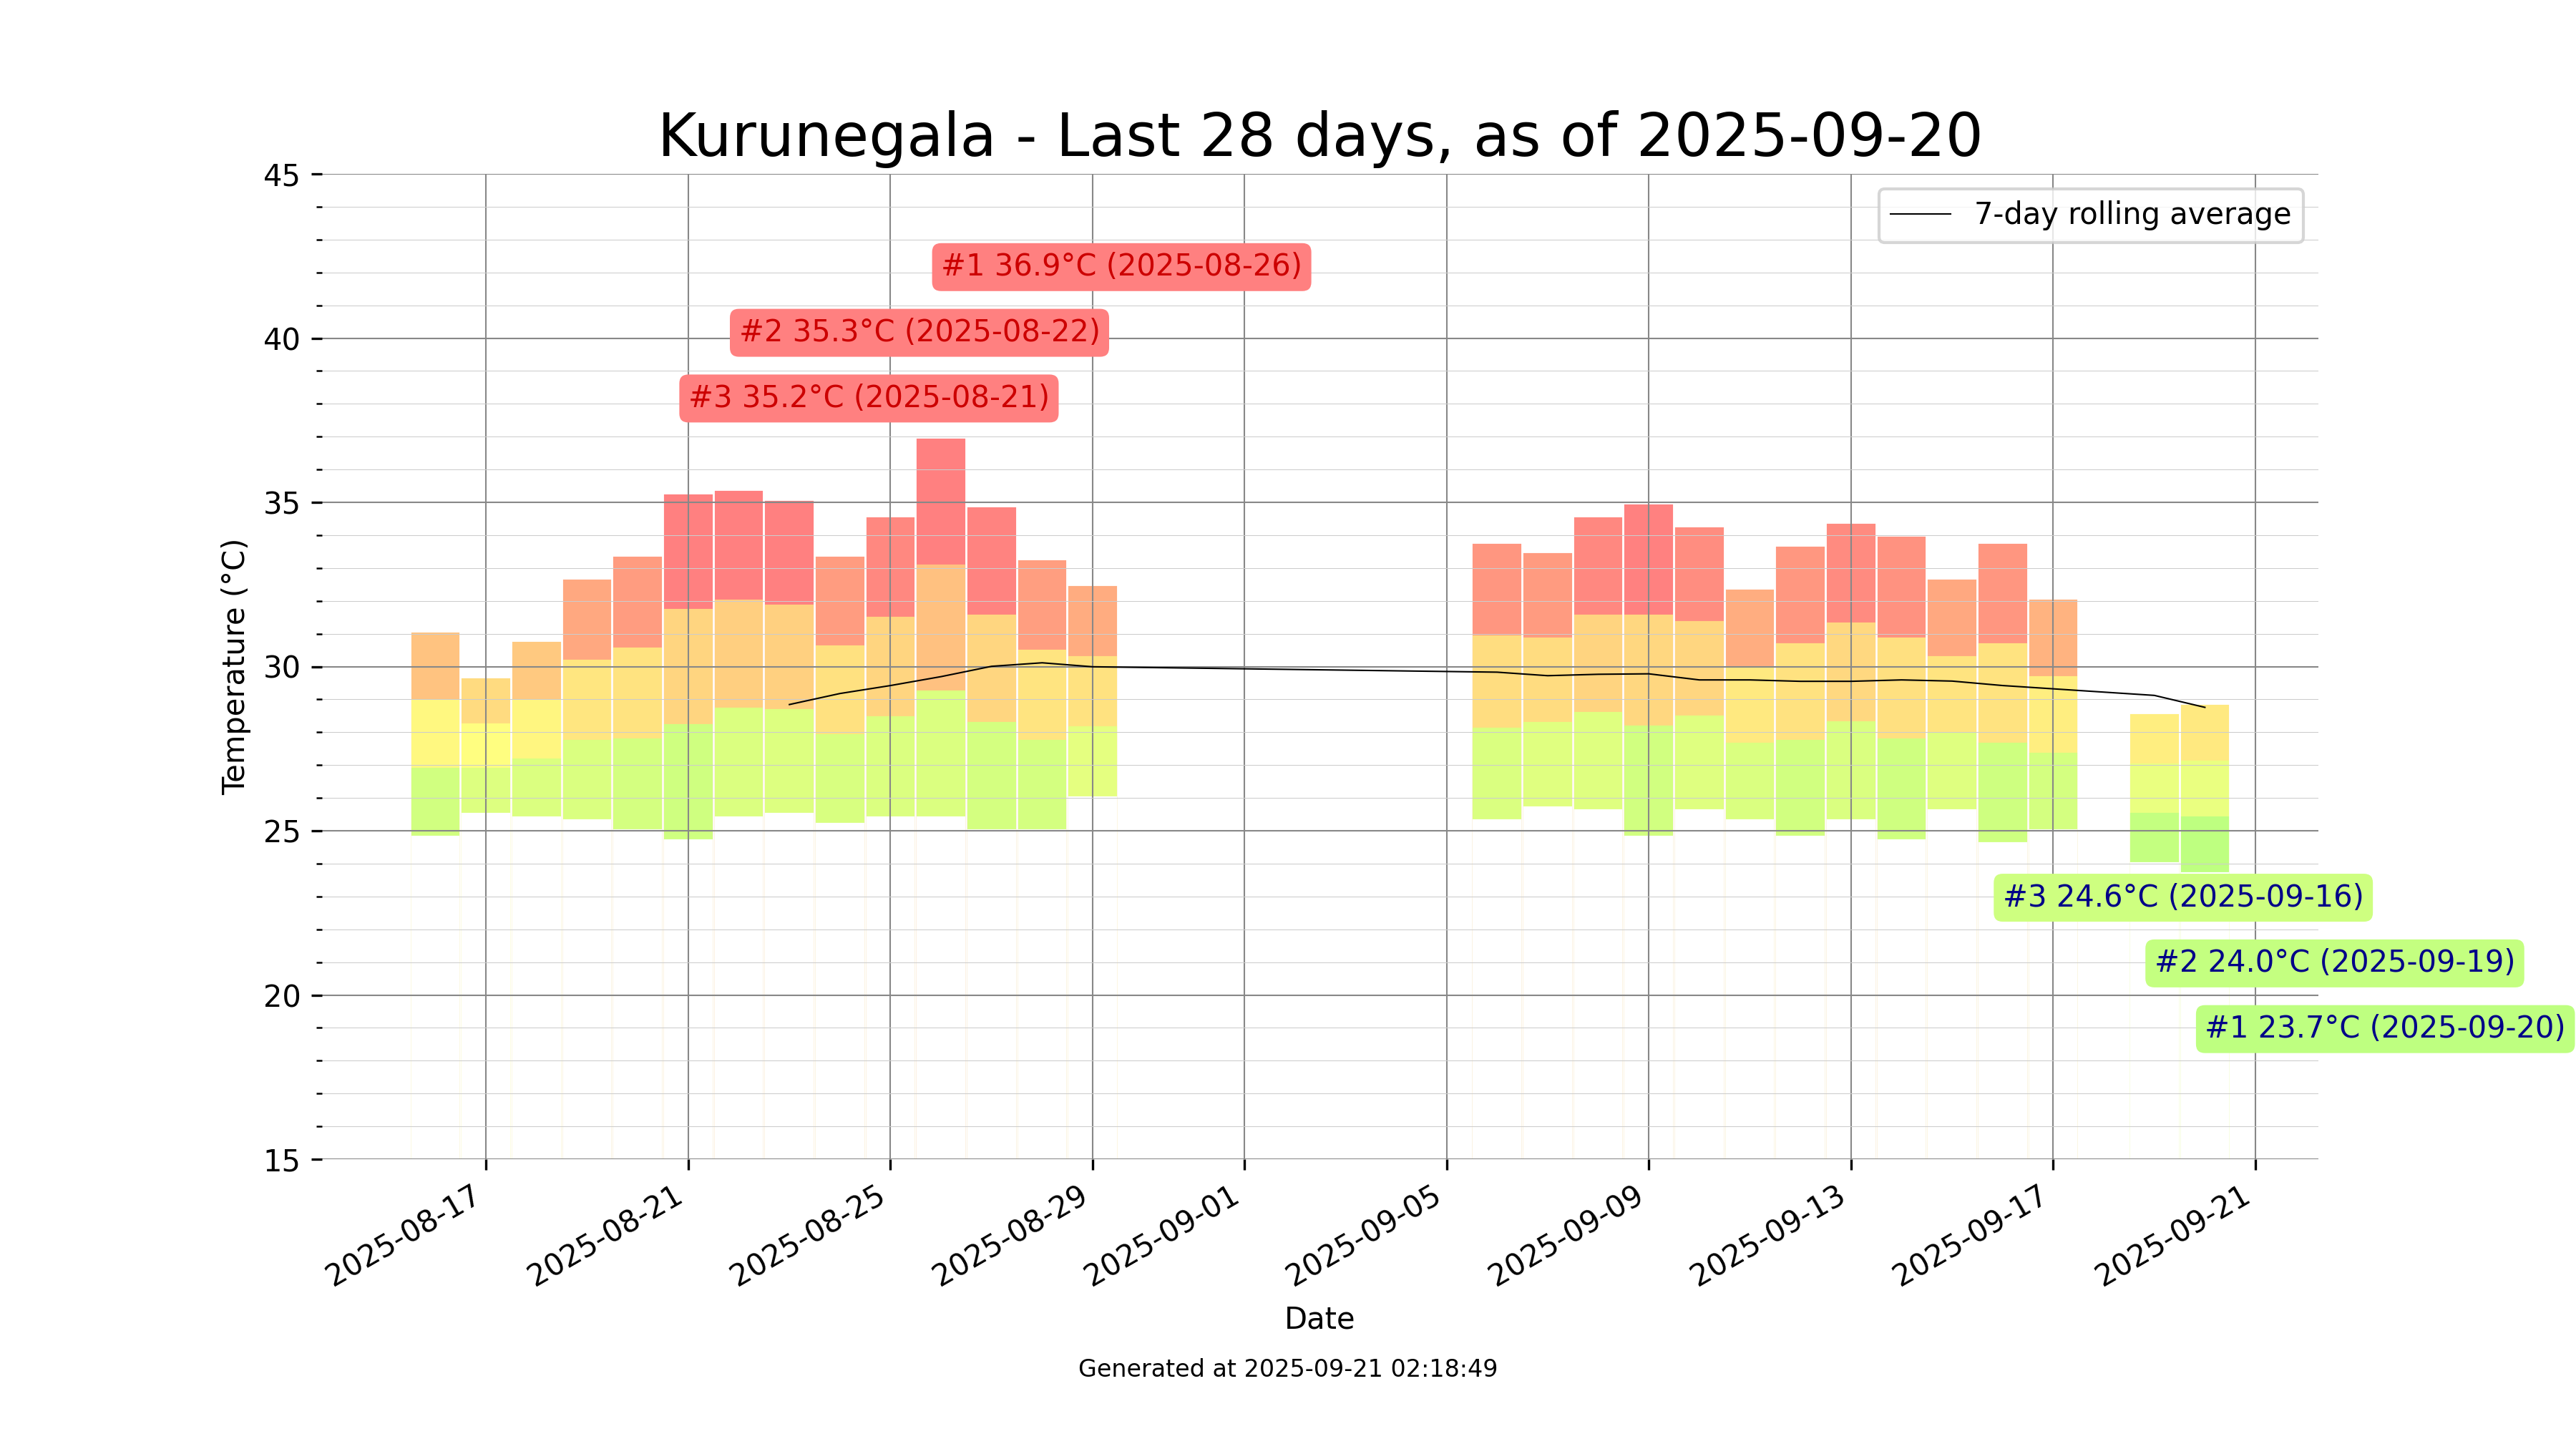 Kurunegala - Last 28 days, as of 2025-09-20
7-day rolling average
#1 36.9°C (2025-08-26)
#2 35.3°C (2025-08-22)
#3 35.2°C (2025-08-21)
#3 24.6°C (2025-09-16)
#2 24.0°C (2025-09-19)
#1 23.7°C (2025-09-20)
Temperature (°C)
45
40
35
30
25
20
15
2025-08-17
2025-08-21
2025-08-25
2025-08-29
2025-09-01
2025-09-05
2025-09-09
2025-09-13
2025-09-17
2025-09-21
Date
Generated at 2025-09-21 02:18:49